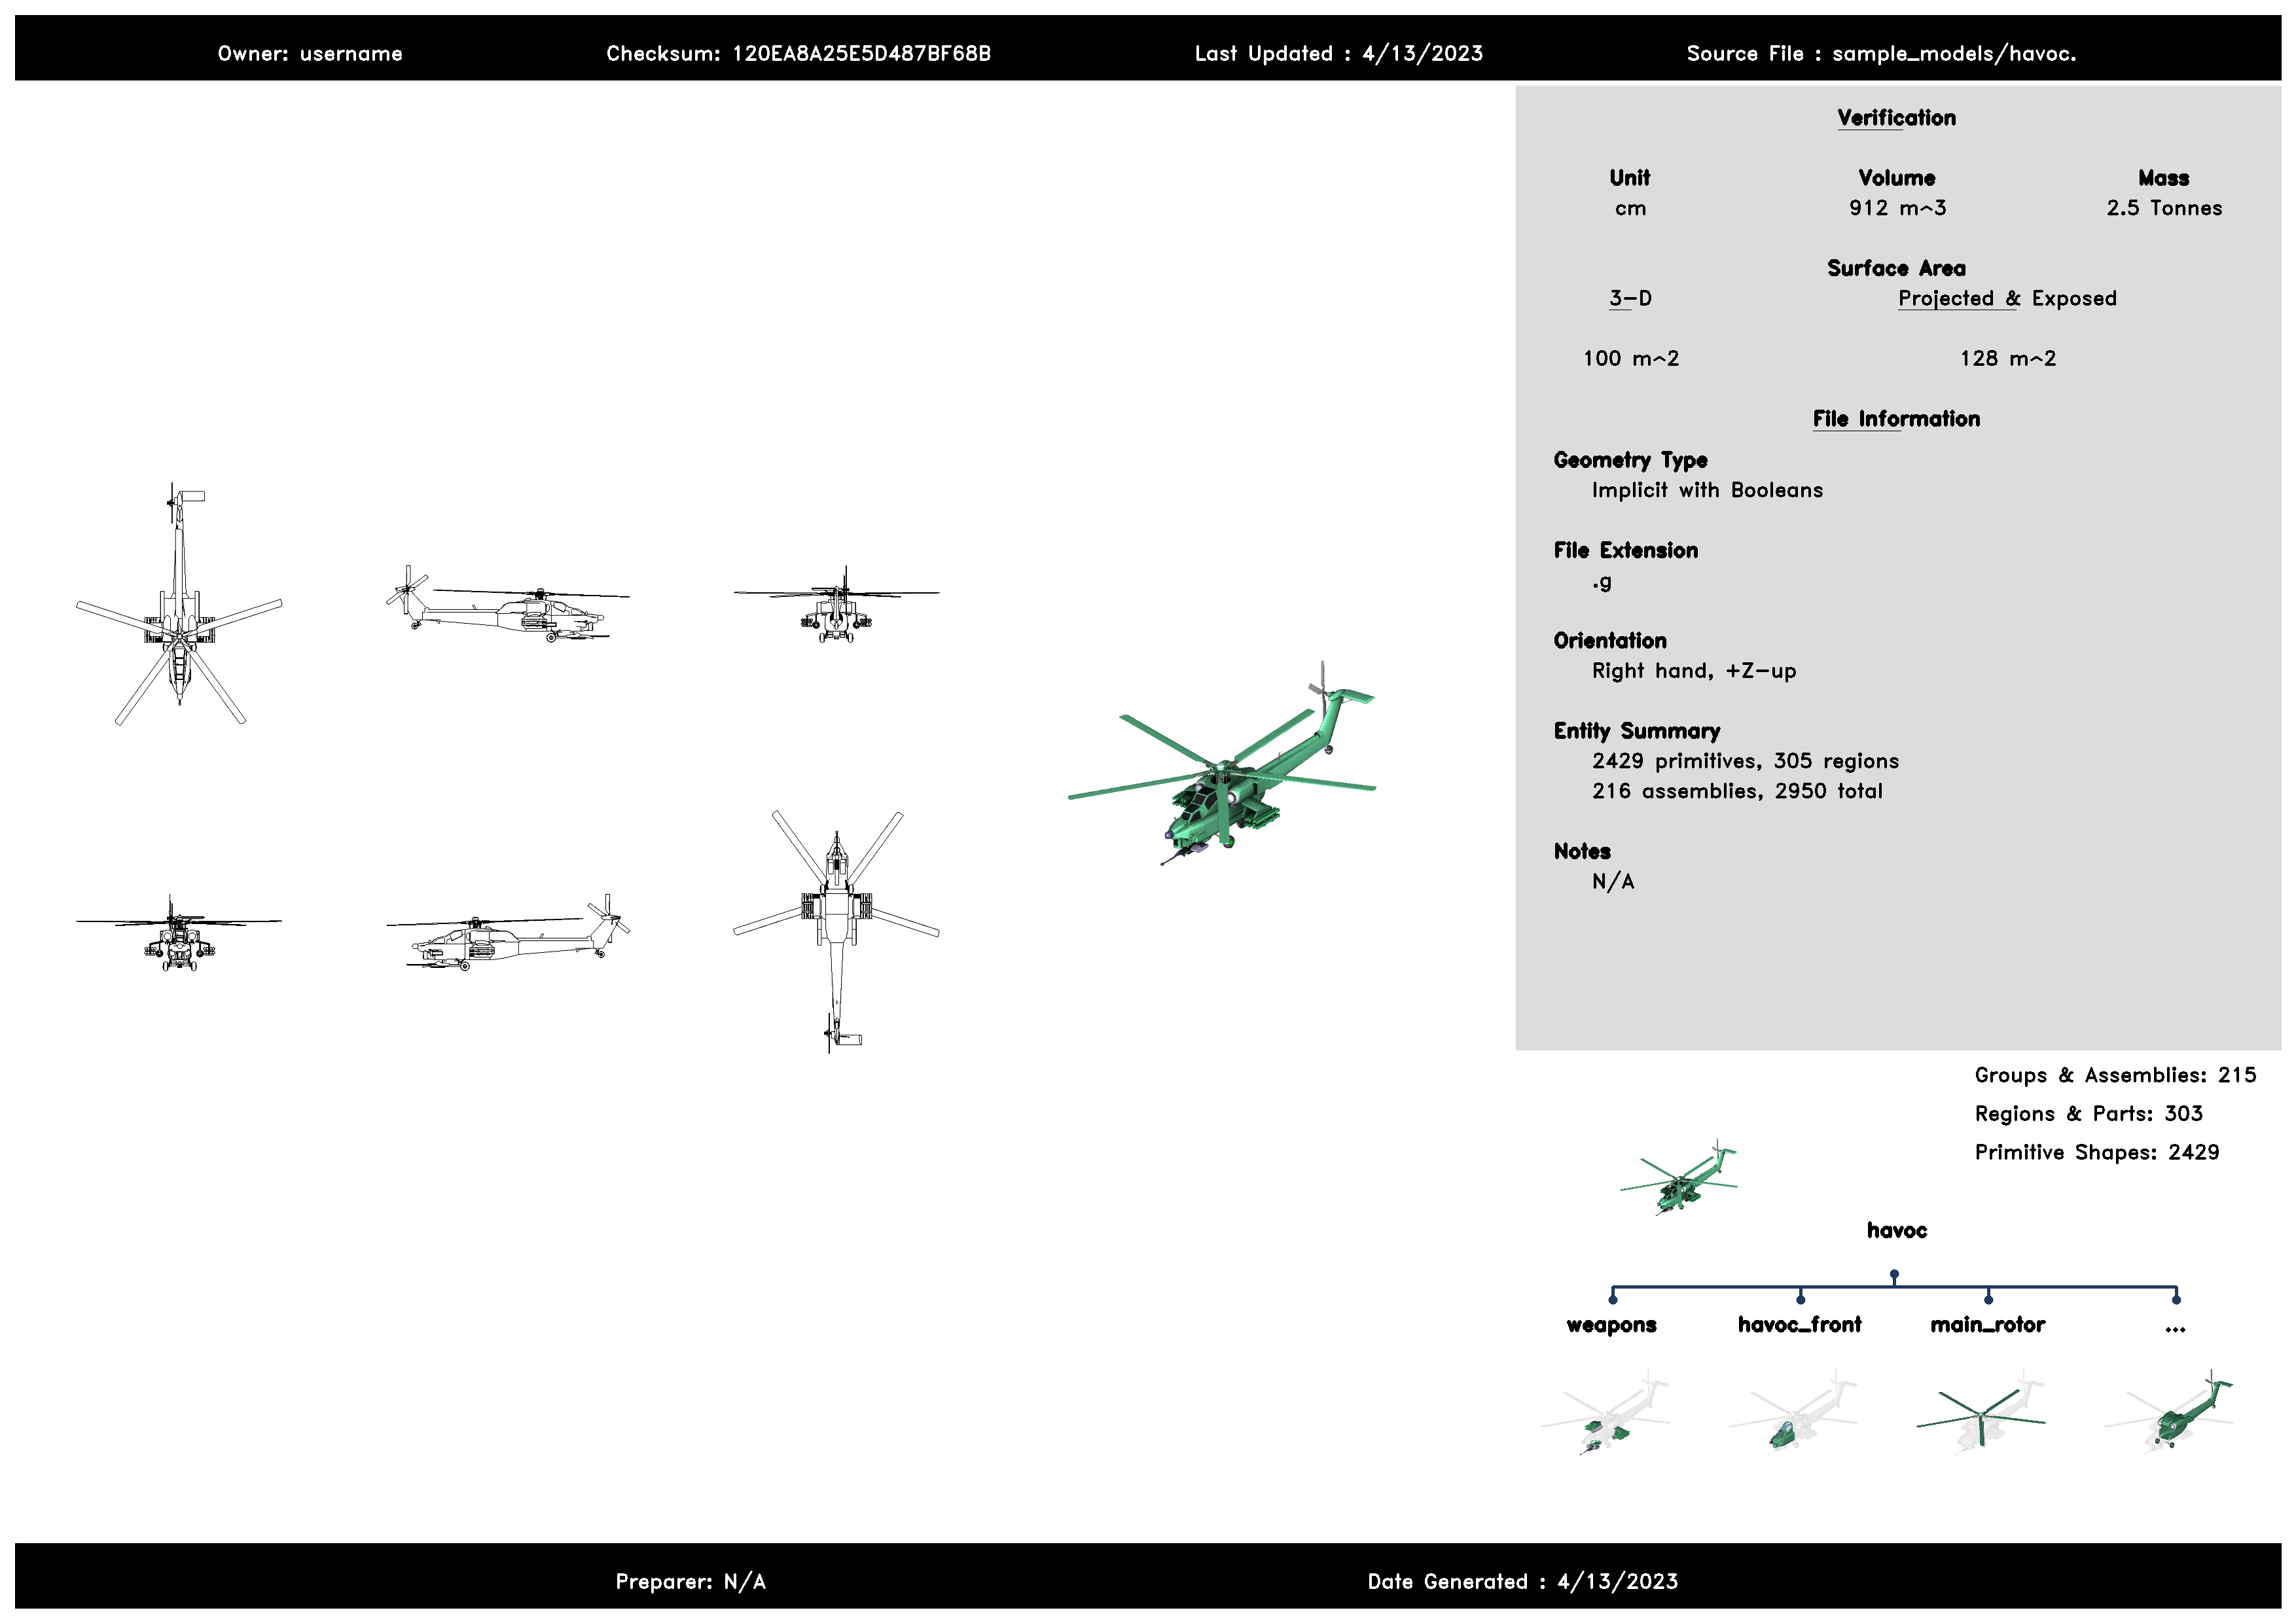 Owner: username Checksum: 120EA8A25E5D487BF68B Last Updated : 4/13/2023 Source File : sample_models/havoc.
Verification
Unit Volume Mass
cm 912 m^3 2.5 Tonnes
Surface Area
3-D Projected & Exposed
100 m^2 128 m^2
File Information
Geometry Type
Implicit with Booleans
File Extension
.g
Orientation
Right hand, +Z-up
Entity Summary
2429 primitives, 305 regions
216 assemblies, 2950 total
Notes
N/A
Groups & Assemblies: 215
Regions & Parts: 303
Primitive Shapes: 2429
havoc
weapons havoc_front main_rotor ...
Preparer: N/A Date Generated : 4/13/2023